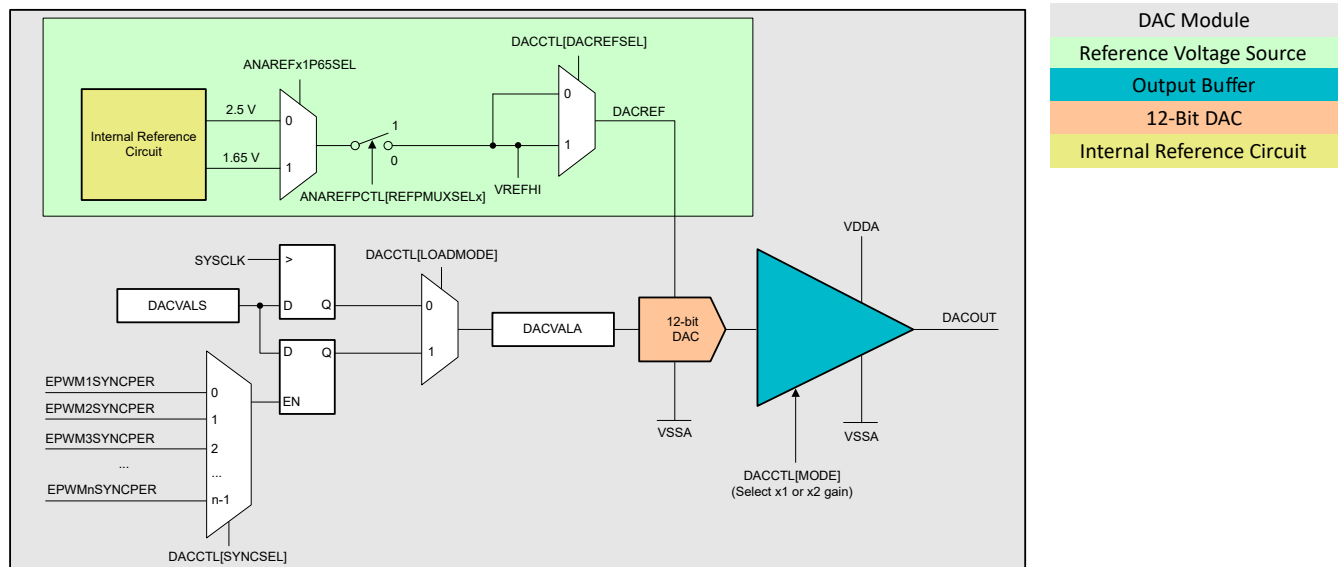 DACCTL[DACREFSEL]
ANAREFx1P65SEL
Internal Reference
Circuit
2.5 V
1.65 V
0
1
1
0
ANAREFPCTL[REFPMUXSELx]
VREFHI
0
1
DACREF
SYSCLK
>
D
Q
DACVALS
D
Q
EN
DACCTL[LOADMODE]
0
1
DACVALA
12-bit
DAC
VSSA
VDDA
VSSA
DACOUT
DACCTL[MODE]
(Select x1 or x2 gain)
EPWM1SYNCPER
EPWM2SYNCPER
EPWM3SYNCPER
...
EPWMnSYNCPER
0
1
2
...
n-1
DACCTL[SYNCSEL]
DAC Module
Reference Voltage Source
Output Buffer
12-Bit DAC
Internal Reference Circuit